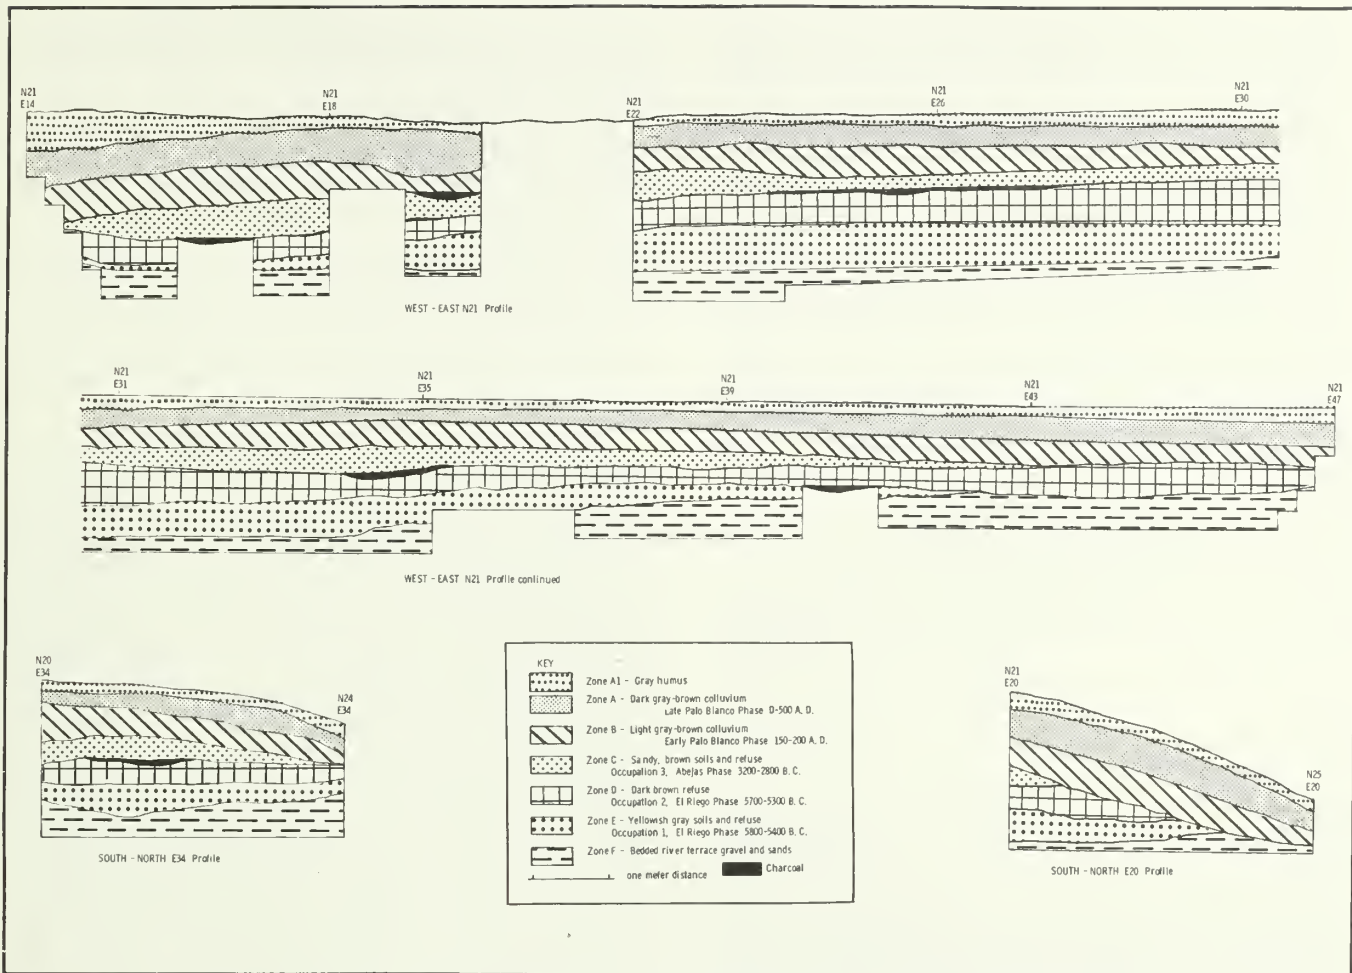 N21
E14
N21
E18
N21
E22
N21
E26
N21
E30
WEST - EAST N21 Profile
N21
E31
N21
E35
N21
E39
N21
E43
N21
E47
WEST - EAST N21 Profile continued
N20
E34
N24
E34
SOUTH - NORTH E34 Profile
KEY
Zone A1 - Gray humus
Zone A - Dark gray-brown colluvium
Late Palo Blanco Phase D-500 A. D.
Zone B - Light gray-brown colluvium
Early Palo Blanco Phase 150-200 A. D.
Zone C - Sandy, brown soils and refuse
Occupation 3, Abejas Phase 3200-2800 B. C.
Zone D - Dark brown refuse
Occupation 2, El Riego Phase 5700-5300 B. C.
Zone E - Yellowish gray soils and refuse
Occupation 1, El Riego Phase 5800-5400 B. C.
Zone F - Bedded river terrace gravel and sands
one meter distance
Charcoal
N21
E20
N25
E20
SOUTH - NORTH E20 Profile